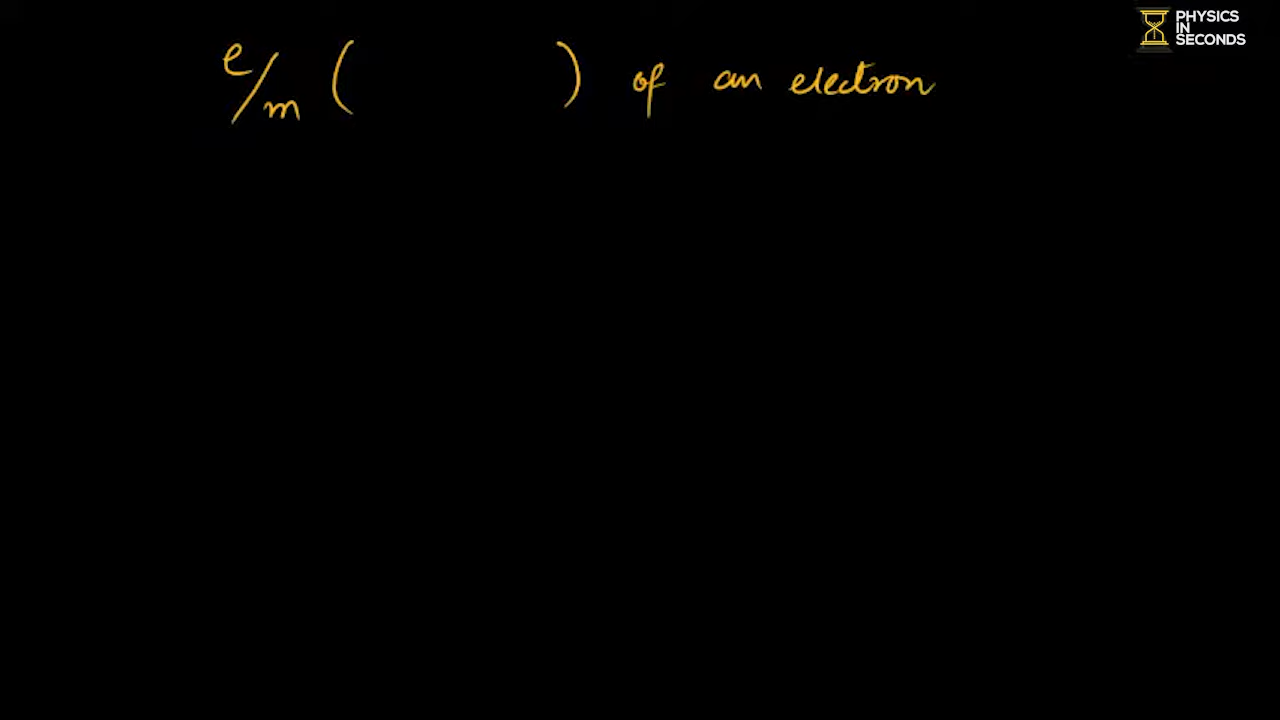 e/m (          ) of an electron
PHYSICS
IN
SECONDS